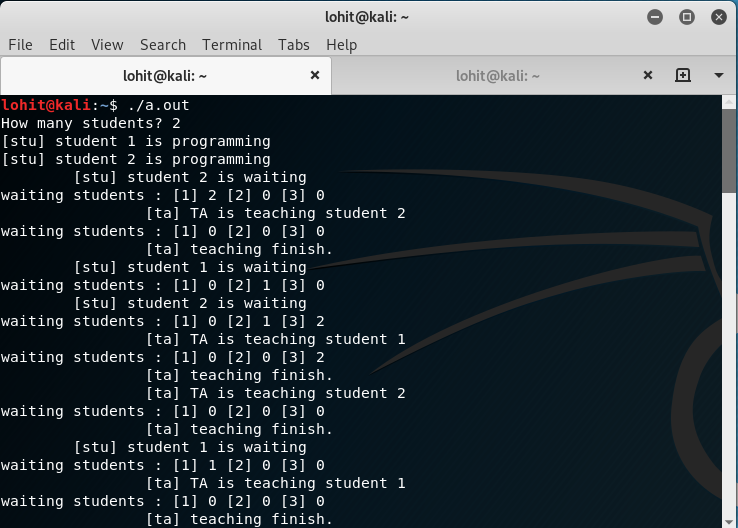 lohit@kali: ~
File Edit View Search Terminal Tabs Help
lohit@kali: ~ lohit@kali: ~
lohit@kali:~$ ./a.out
How many students? 2
[stu] student 1 is programming
[stu] student 2 is programming
[stu] student 2 is waiting
waiting students : [1] 2 [2] 0 [3] 0
[ta] TA is teaching student 2
waiting students : [1] 0 [2] 0 [3] 0
[ta] teaching finish.
[stu] student 1 is waiting
waiting students : [1] 0 [2] 1 [3] 0
[stu] student 2 is waiting
waiting students : [1] 0 [2] 1 [3] 2
[ta] TA is teaching student 1
waiting students : [1] 0 [2] 0 [3] 2
[ta] teaching finish.
[ta] TA is teaching student 2
waiting students : [1] 0 [2] 0 [3] 0
[ta] teaching finish.
[stu] student 1 is waiting
waiting students : [1] 1 [2] 0 [3] 0
[ta] TA is teaching student 1
waiting students : [1] 0 [2] 0 [3] 0
[ta] teaching finish.